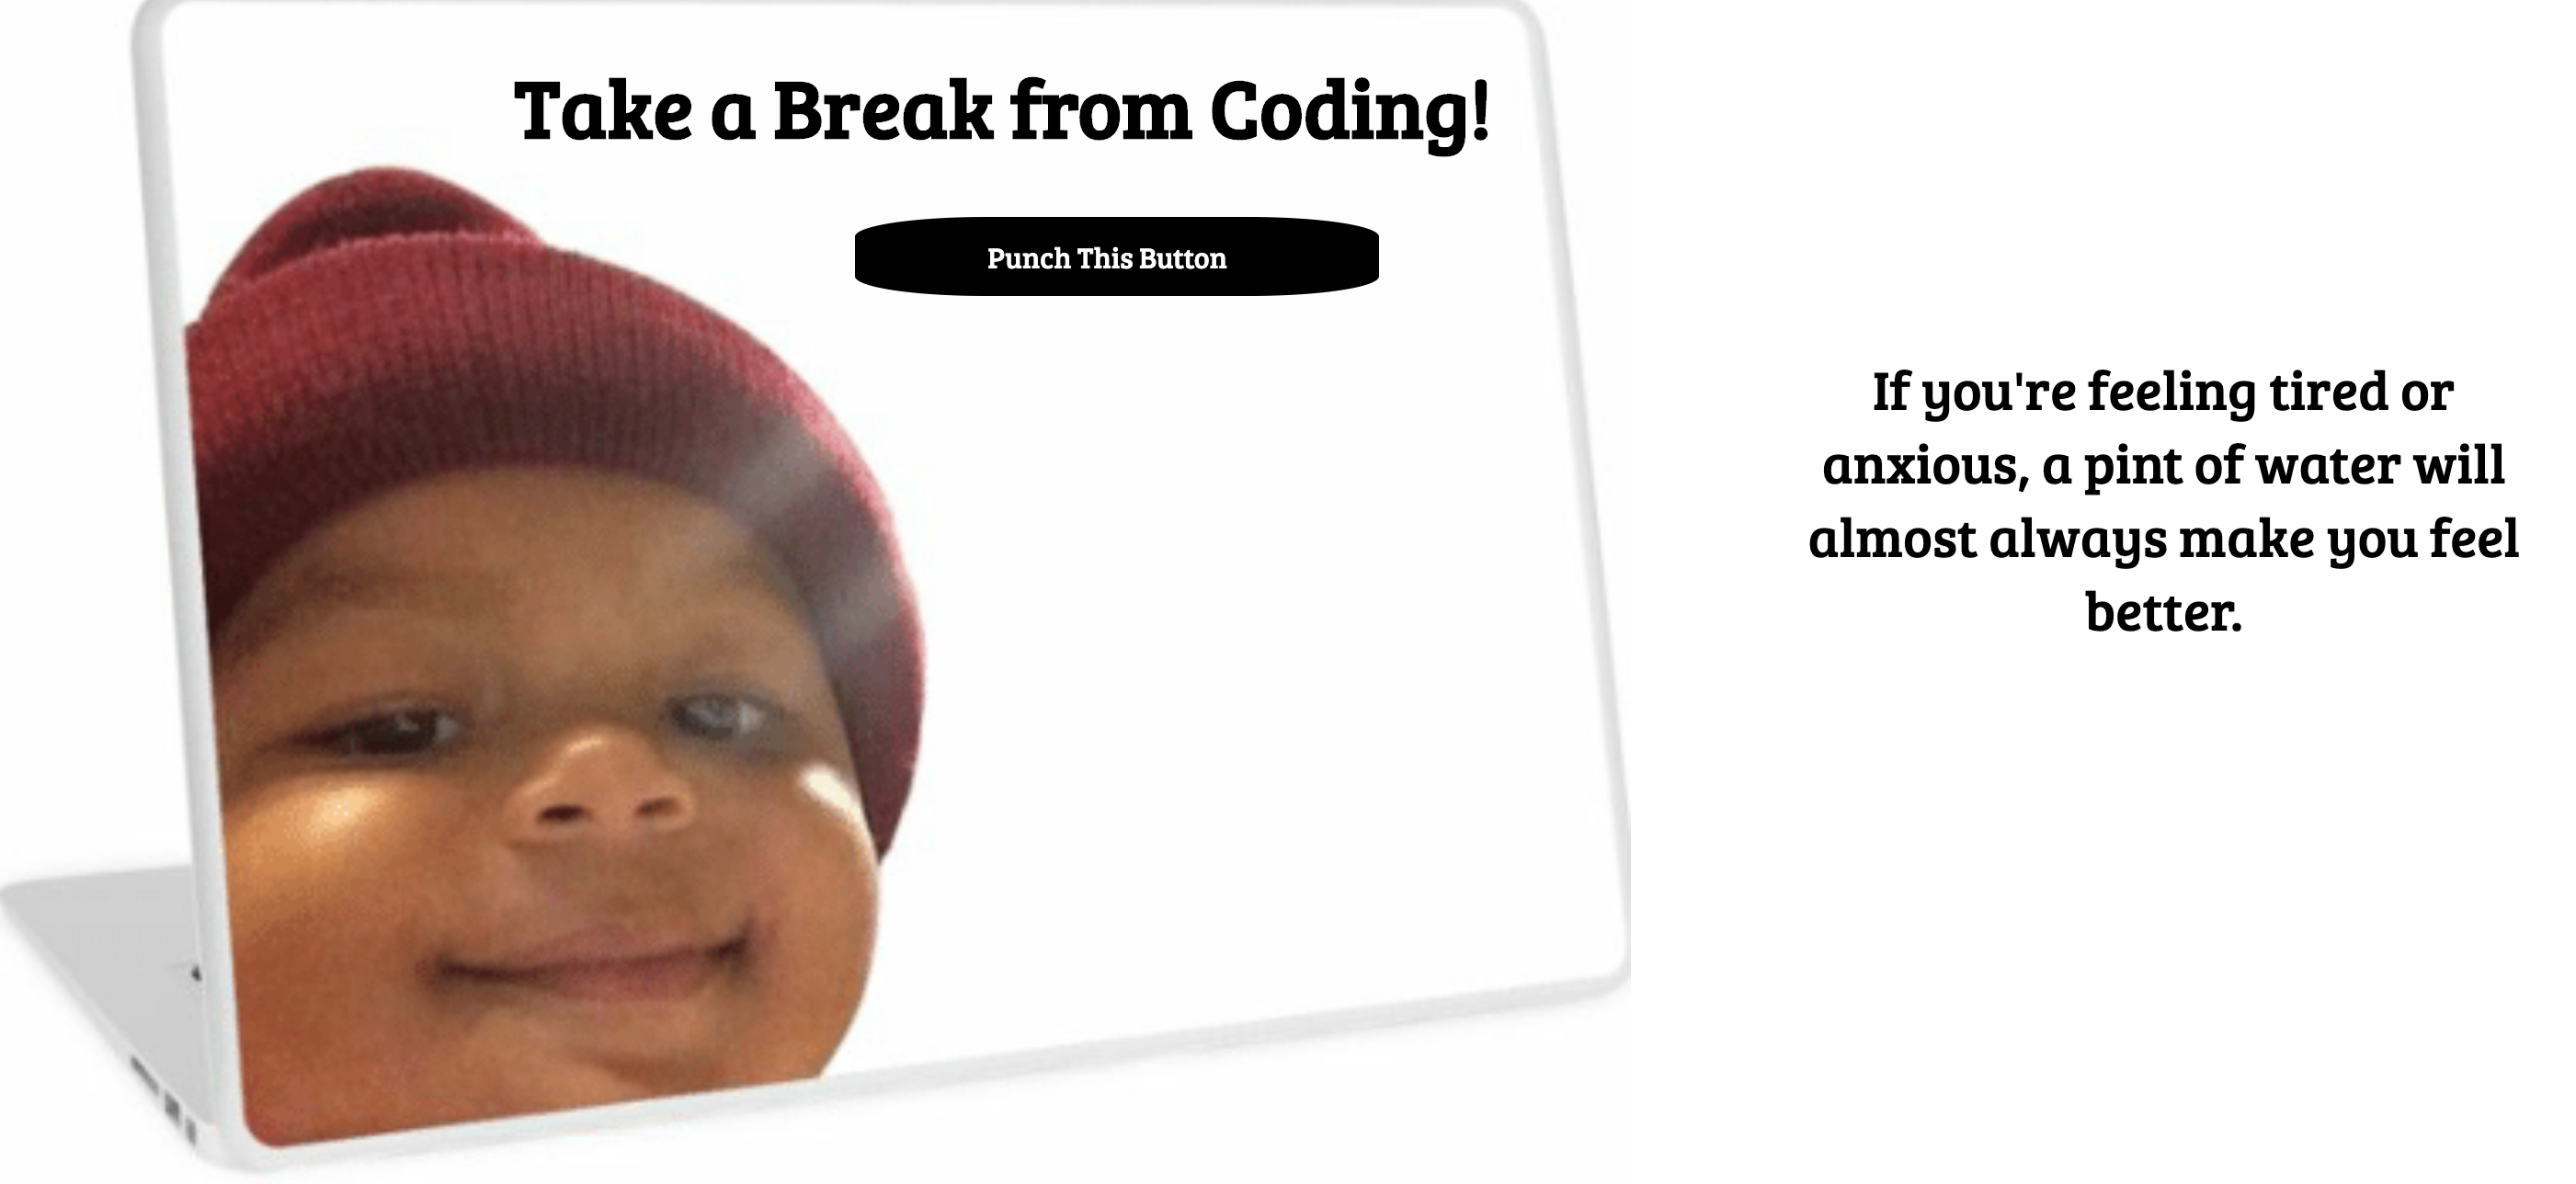 Take a Break from Coding!
Punch This Button
If you're feeling tired or
anxious, a pint of water will
almost always make you feel
better.